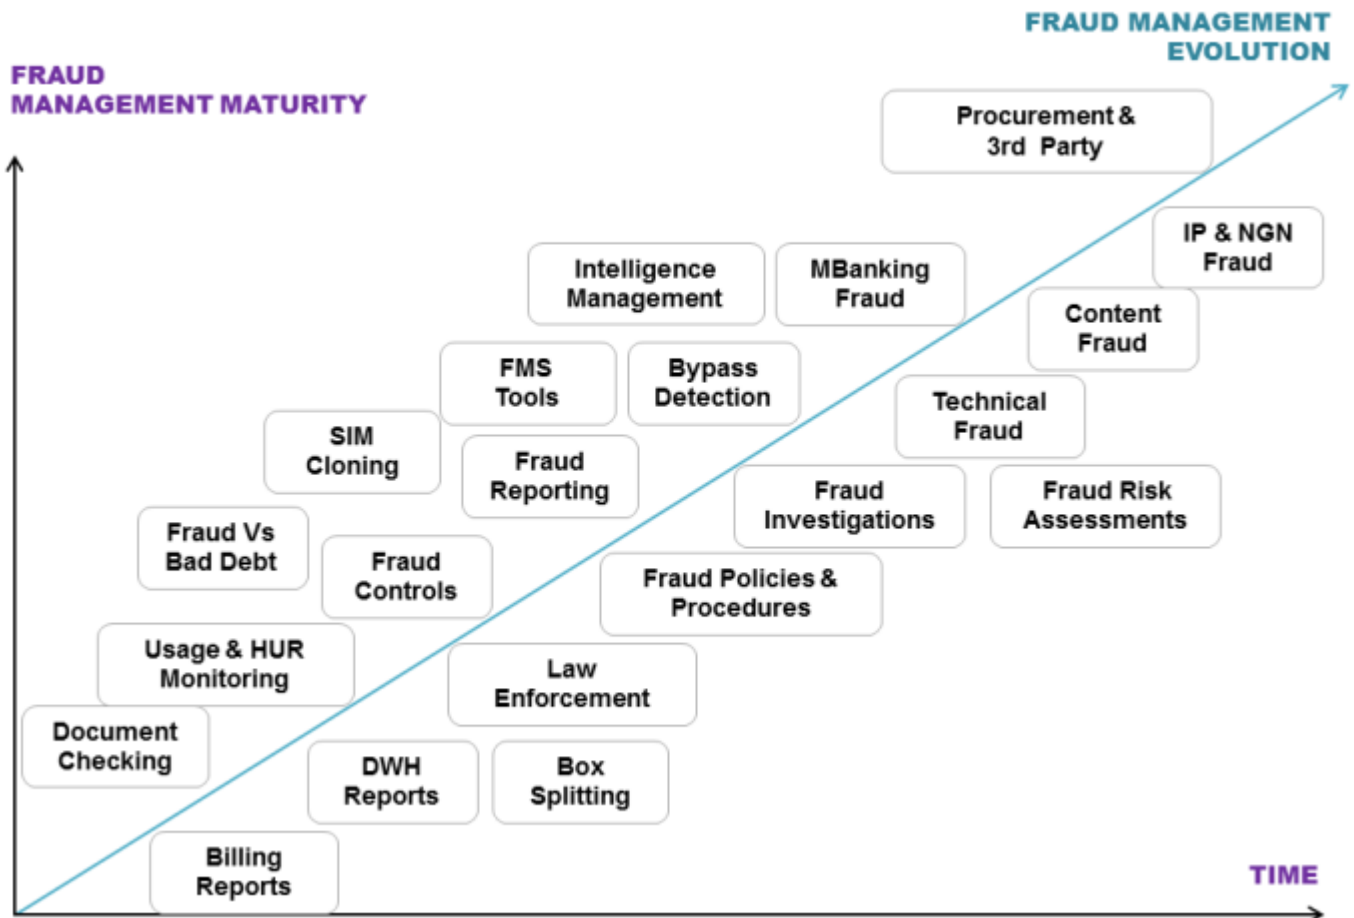 FRAUD MANAGEMENT
EVOLUTION
FRAUD
MANAGEMENT MATURITY
Procurement &
3rd Party
IP & NGN
Fraud
Intelligence
Management
MBanking
Fraud
Content
Fraud
FMS
Tools
Bypass
Detection
Technical
Fraud
SIM
Cloning
Fraud
Reporting
Fraud
Investigations
Fraud Risk
Assessments
Fraud Vs
Bad Debt
Fraud
Controls
Fraud Policies &
Procedures
Usage & HUR
Monitoring
Law
Enforcement
Document
Checking
DWH
Reports
Box
Splitting
Billing
Reports
TIME